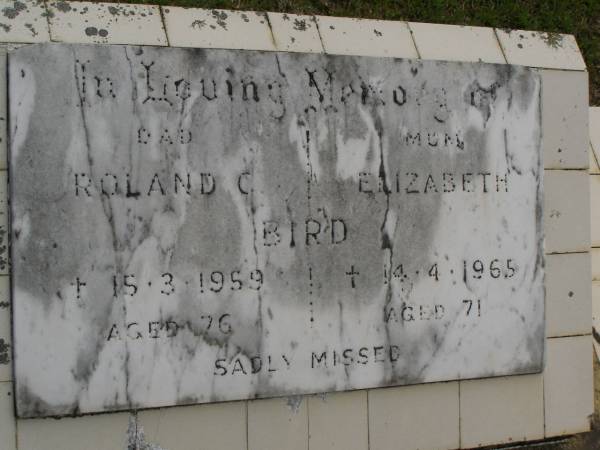 In Loving Memory of
DAD MUM
ROLAND C ELIZABETH
BIRD
† 15·3·1959 † 14·4·1965
AGED 76 AGED 71
SADLY MISSED